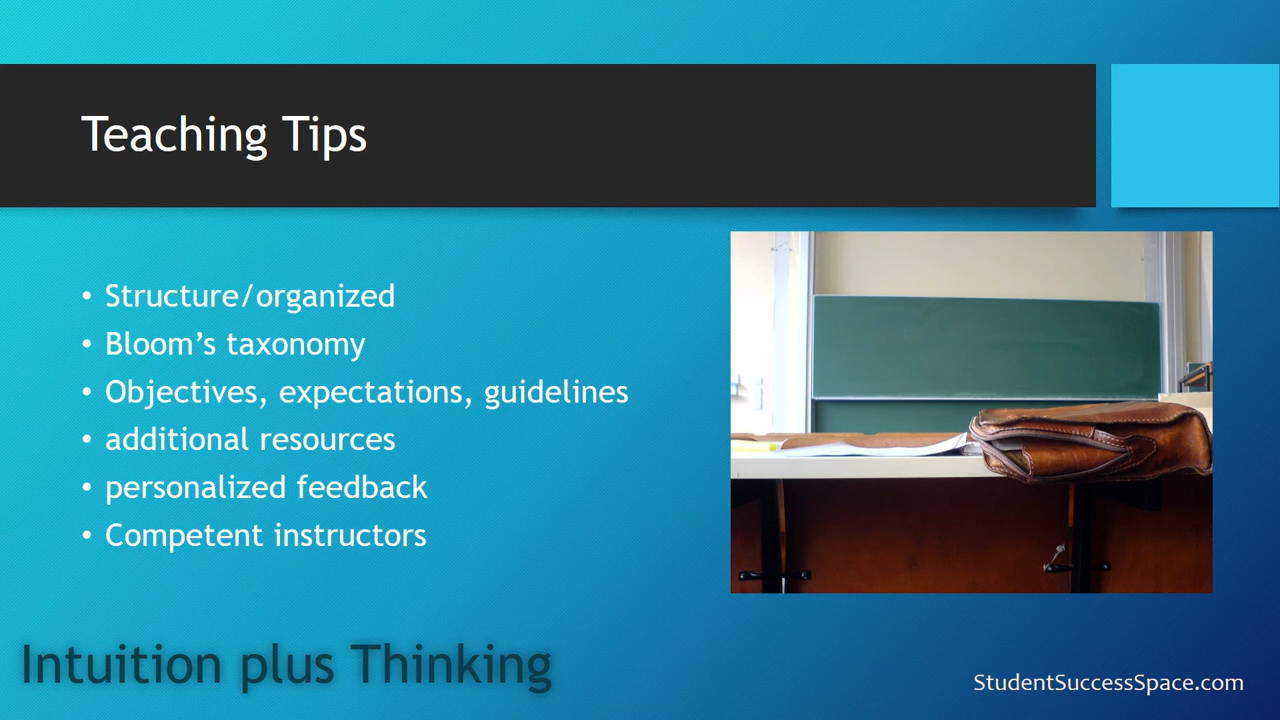 Teaching Tips
• Structure/organized
• Bloom’s taxonomy
• Objectives, expectations, guidelines
• additional resources
• personalized feedback
• Competent instructors
Intuition plus Thinking
StudentSuccessSpace.com